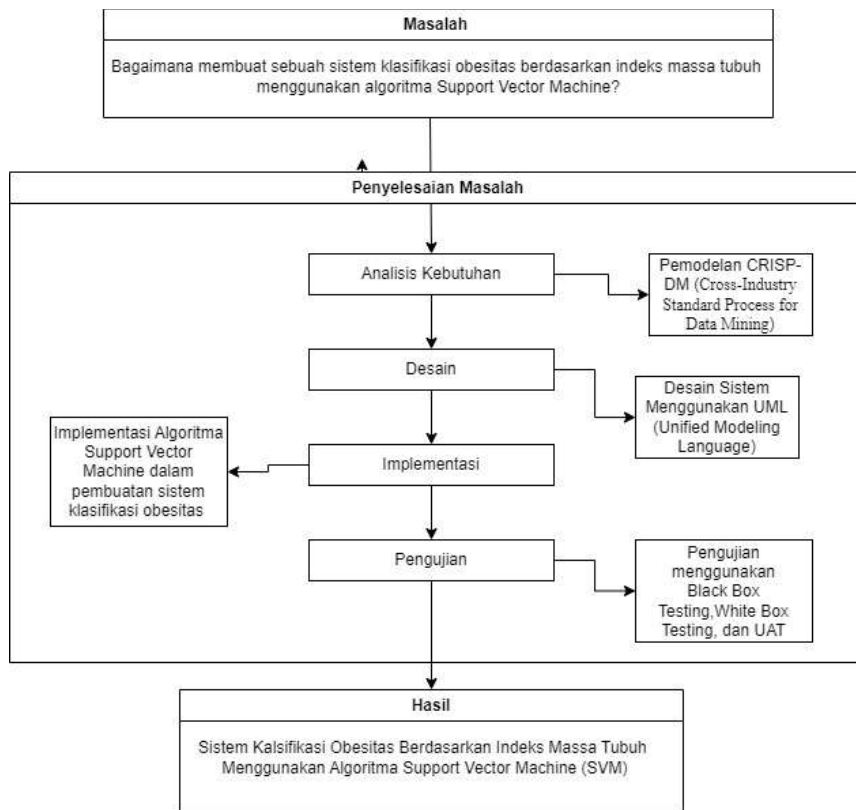 Masalah
Bagaimana membuat sebuah sistem klasifikasi obesitas berdasarkan indeks massa tubuh
menggunakan algoritma Support Vector Machine?
Penyelesaian Masalah
Analisis Kebutuhan
Pemodelan CRISP-
DM (Cross-Industry
Standard Process for
Data Mining)
Desain
Desain Sistem
Menggunakan UML
(Unified Modeling
Language)
Implementasi Algoritma
Support Vector
Machine dalam
pembuatan sistem
klasifikasi obesitas
Implementasi
Pengujian
Pengujian
menggunakan
Black Box
Testing,White Box
Testing, dan UAT
Hasil
Sistem Kalsifikasi Obesitas Berdasarkan Indeks Massa Tubuh
Menggunakan Algoritma Support Vector Machine (SVM)